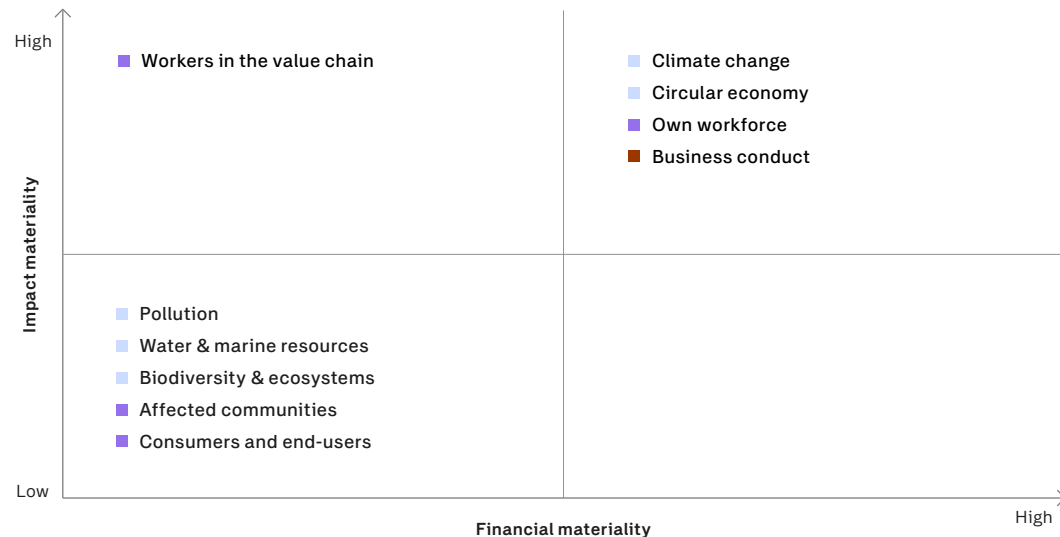 High
Workers in the value chain
Climate change
Circular economy
Own workforce
Business conduct
Impact materiality
Pollution
Water & marine resources
Biodiversity & ecosystems
Affected communities
Consumers and end-users
Low
High
Financial materiality